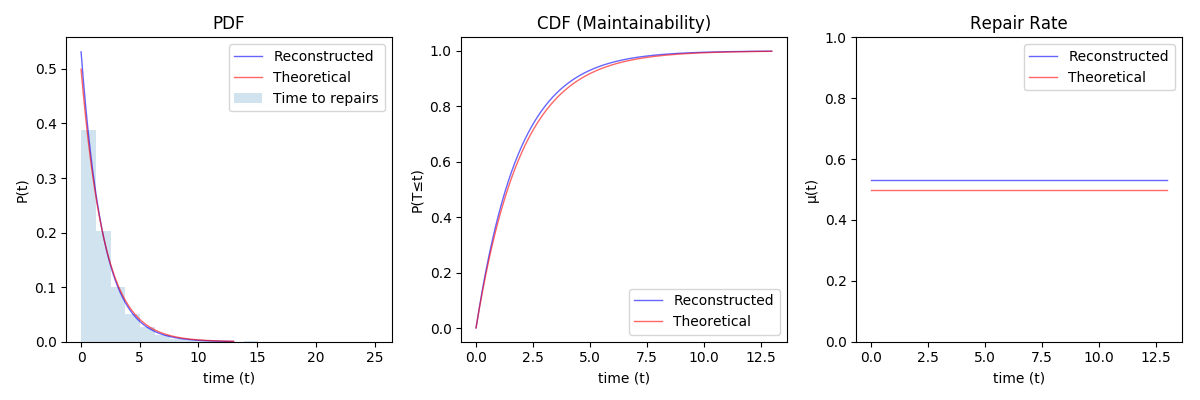 PDF
P(t)
0.5
0.4
0.3
0.2
0.1
0.0
0 5 10 15 20 25
time (t)
Reconstructed
Theoretical
Time to repairs
CDF (Maintainability)
P(T≤t)
1.0
0.8
0.6
0.4
0.2
0.0
0.0 2.5 5.0 7.5 10.0 12.5
time (t)
Reconstructed
Theoretical
Repair Rate
μ(t)
1.0
0.8
0.6
0.4
0.2
0.0
0.0 2.5 5.0 7.5 10.0 12.5
time (t)
Reconstructed
Theoretical